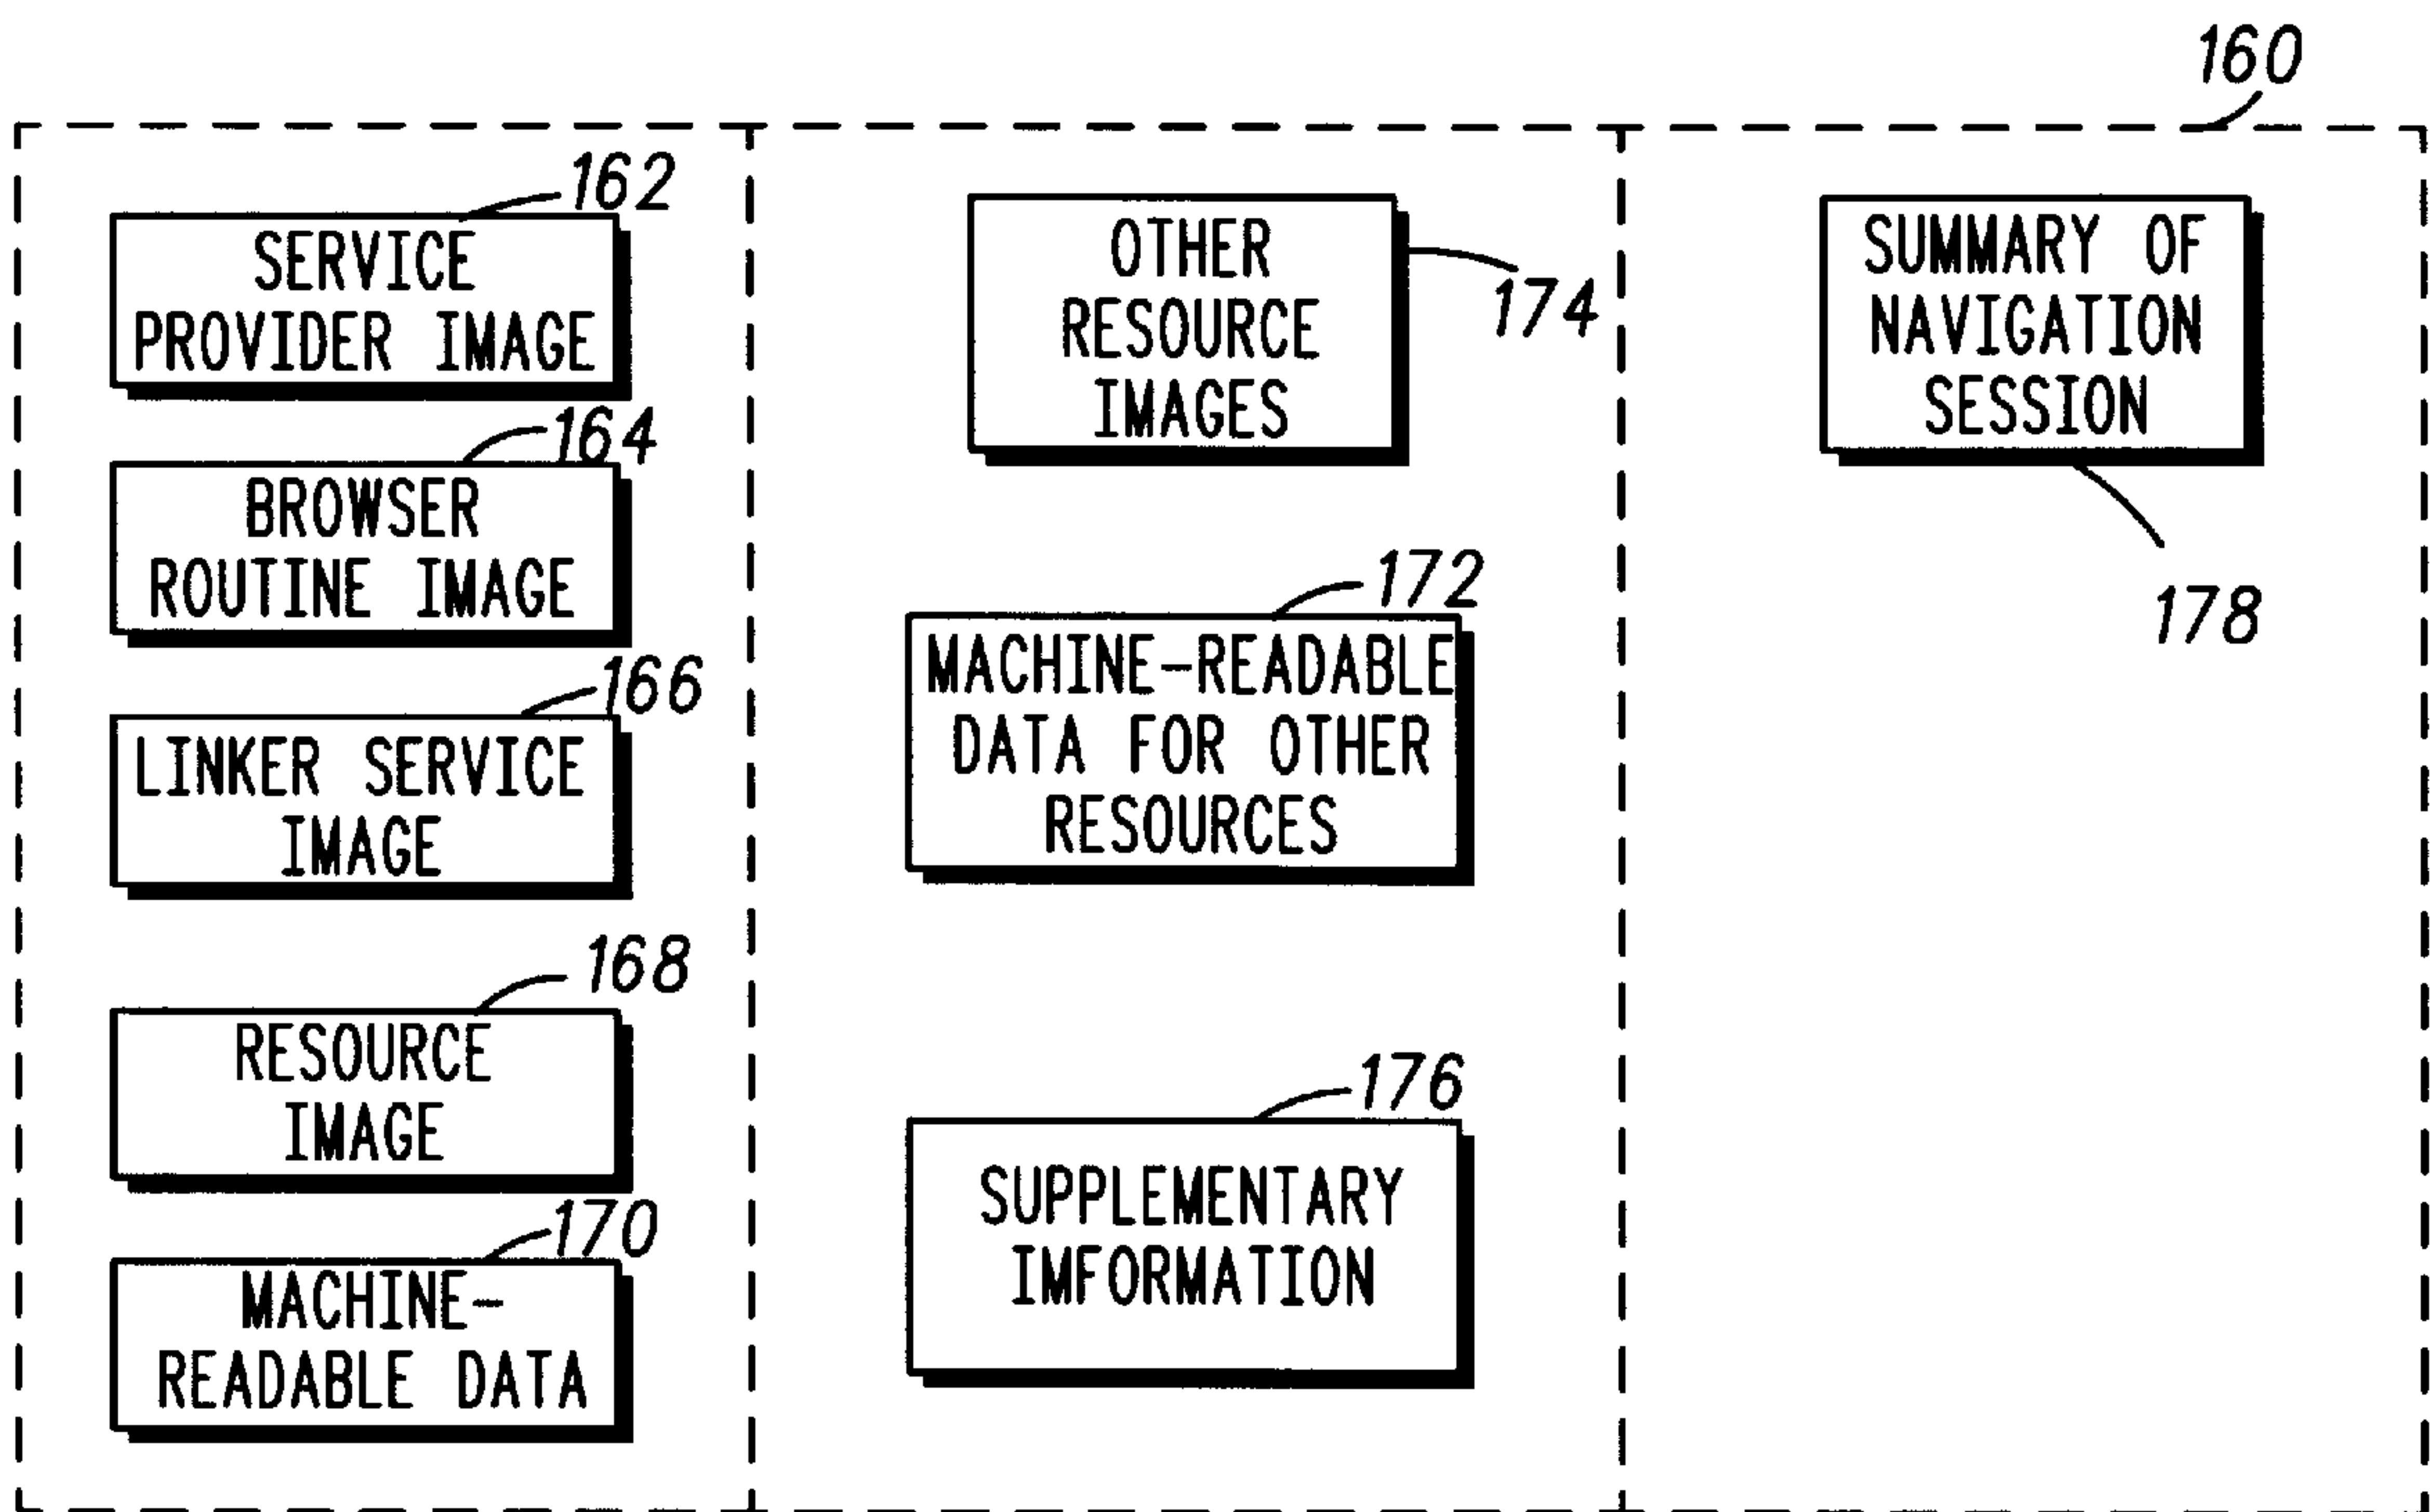 160
162
SERVICE
PROVIDER IMAGE
164
BROWSER
ROUTINE IMAGE
166
LINKER SERVICE
IMAGE
168
RESOURCE
IMAGE
170
MACHINE-
READABLE DATA
OTHER
RESOURCE
IMAGES
174
172
MACHINE-READABLE
DATA FOR OTHER
RESOURCES
176
SUPPLEMENTARY
IMFORMATION
SUMMARY OF
NAVIGATION
SESSION
178